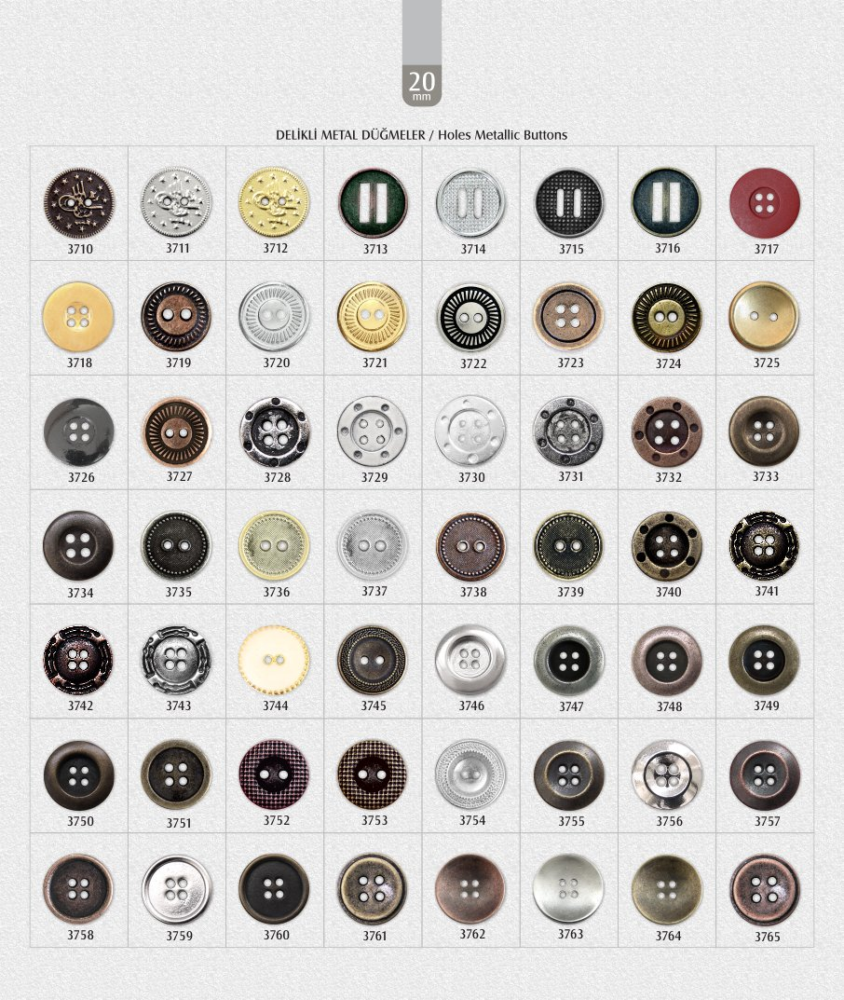 20
mm
DELİKLİ METAL DÜĞMELER / Holes Metallic Buttons
3710 3711 3712 3713 3714 3715 3716 3717
3718 3719 3720 3721 3722 3723 3724 3725
3726 3727 3728 3729 3730 3731 3732 3733
3734 3735 3736 3737 3738 3739 3740 3741
3742 3743 3744 3745 3746 3747 3748 3749
3750 3751 3752 3753 3754 3755 3756 3757
3758 3759 3760 3761 3762 3763 3764 3765